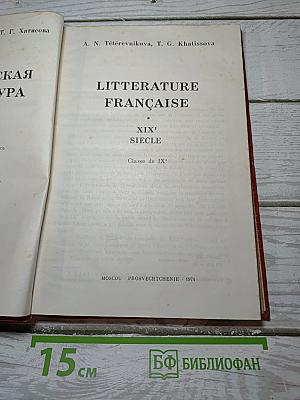 Т. Г. Хатисова
СКАЯ
УРА
A. N. Tétérevnikova, T. G. Khatissova
LITTERATURE
FRANÇAISE
XIXᵉ
SIECLE
Classe de IXᵉ
MOSCOU · PROSVECHTCHENIE · 1974
15 см
БФ БИБЛИОФАН